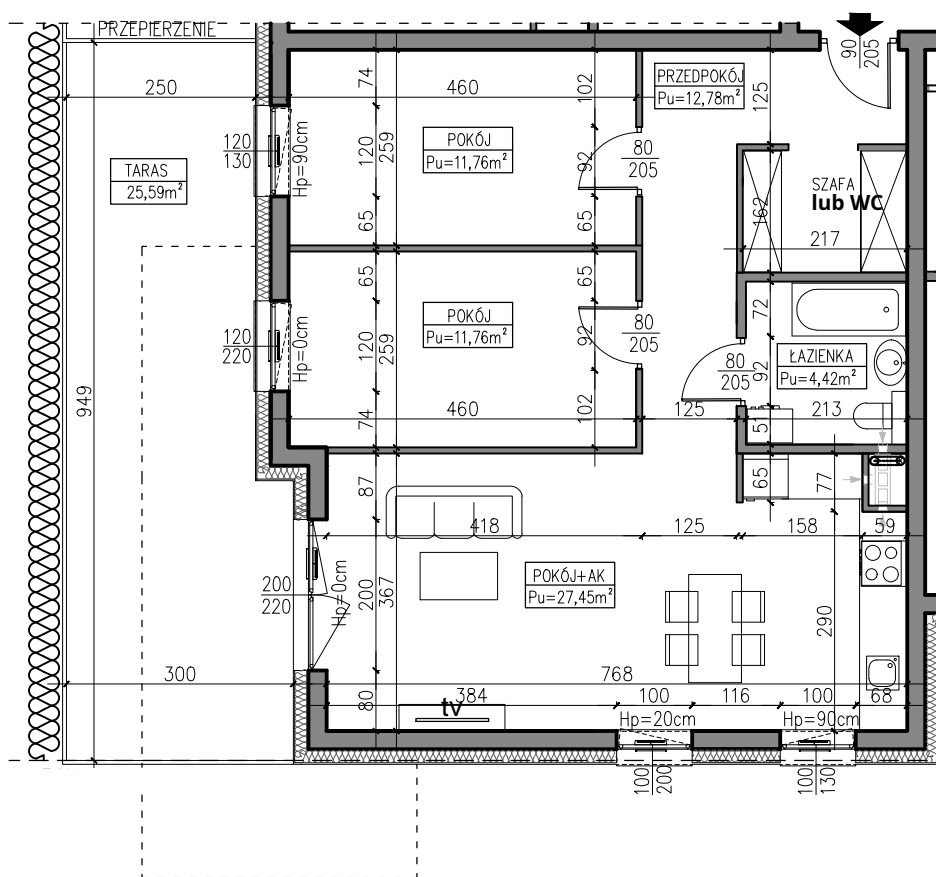 PRZEPIERZENIE
90
205
250
74
460
102
PRZEDPOKÓJ
Pu=12,78m²
125
120
130
Hp=90cm
120
259
POKÓJ
Pu=11,76m²
92
80
205
TARAS
25,59m²
SZAFA
lub WC
162
65
65
217
65
65
72
120
220
Hp=0cm
120
259
POKÓJ
Pu=11,76m²
92
80
205
80
205
92
ŁAZIENKA
Pu=4,42m²
949
74
460
102
125
51
213
87
65
77
418
125
158
59
200
220
Hp=0cm
200
367
POKÓJ+AK
Pu=27,45m²
290
300
768
80
384
tv
100
116
100
68
Hp=20cm
Hp=90cm
100
200
100
130